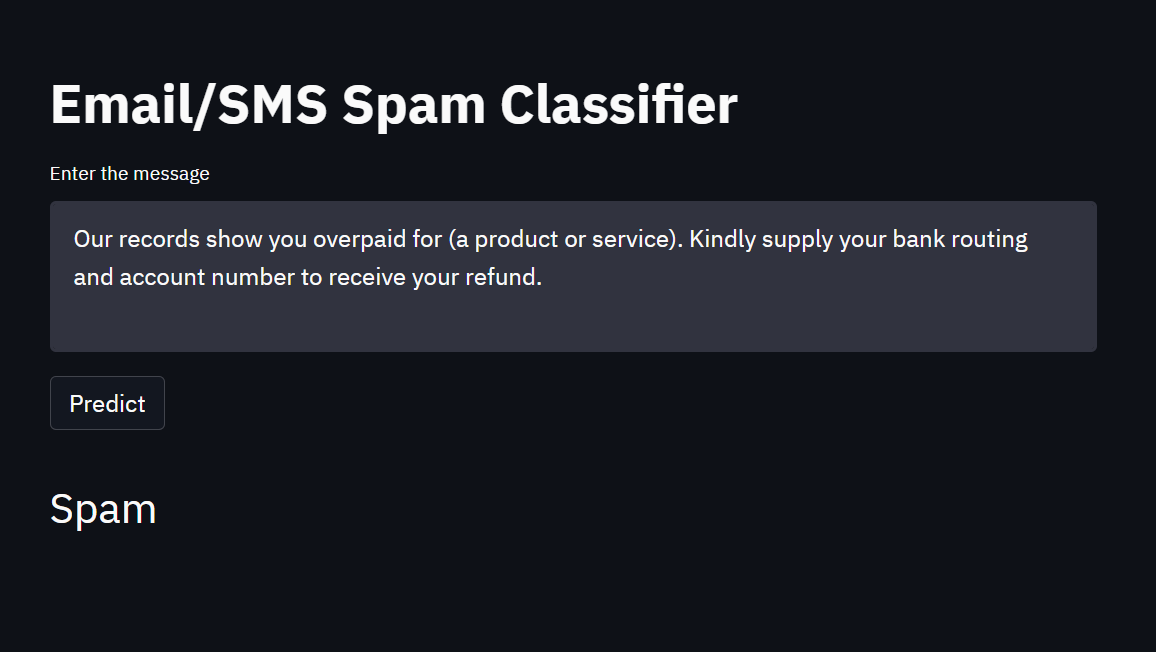 Email/SMS Spam Classifier
Enter the message
Our records show you overpaid for (a product or service). Kindly supply your bank routing
and account number to receive your refund.
Predict
Spam